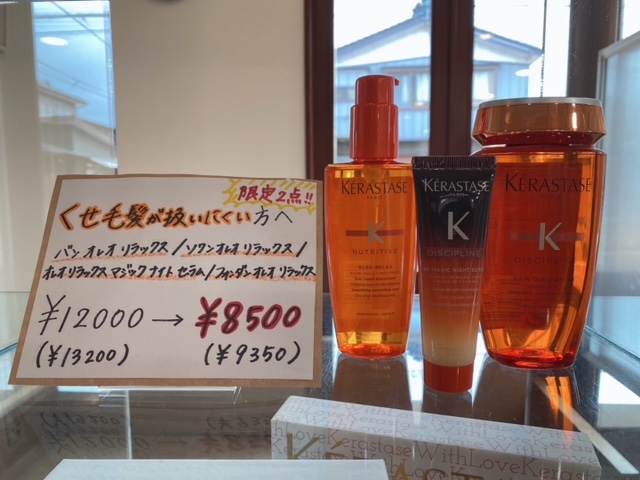 限定2点!!
くせ毛髪が扱いにくい方へ
バン オレオ リラックス/ソワン オレオ リラックス/
オレオ リラックス マジック ナイト セラム/フォンダン オレオ リラックス
¥12000→¥8500
(¥13200) (¥9350)
KÉRASTASE
PARIS
K
NUTRITIVE
OLEO-RELAX
KÉRASTASE
PARIS
K
DISCIPLINE
MAGIC NIGHT
KÉRASTASE
PARIS
K
DISCIPLINE
WithLoveKerastase